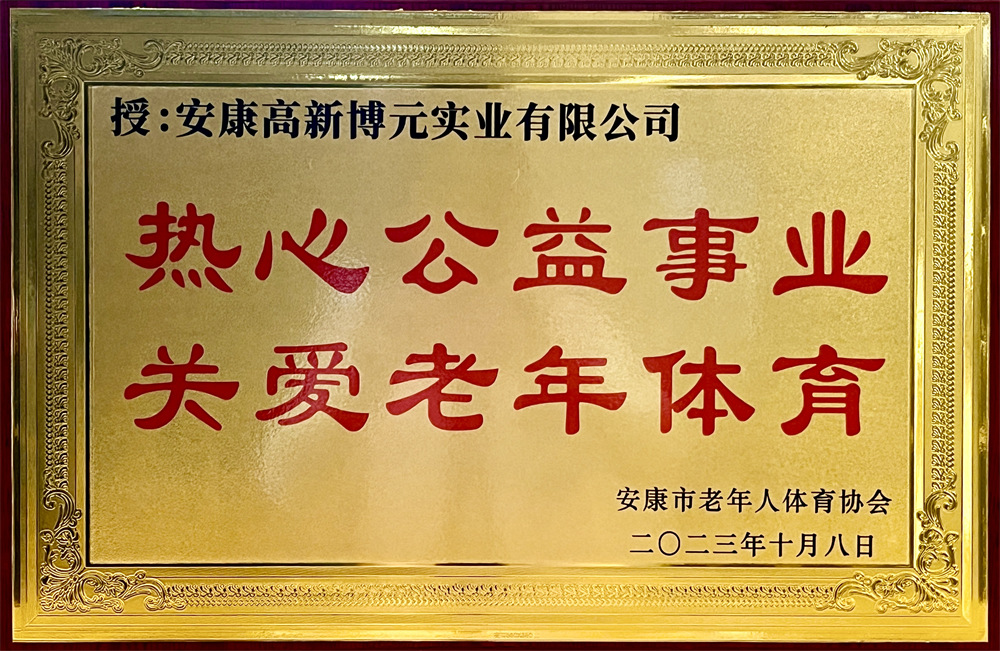 授：安康高新博元实业有限公司
热心公益事业
关爱老年体育
安康市老年人体育协会
二〇二三年十月八日